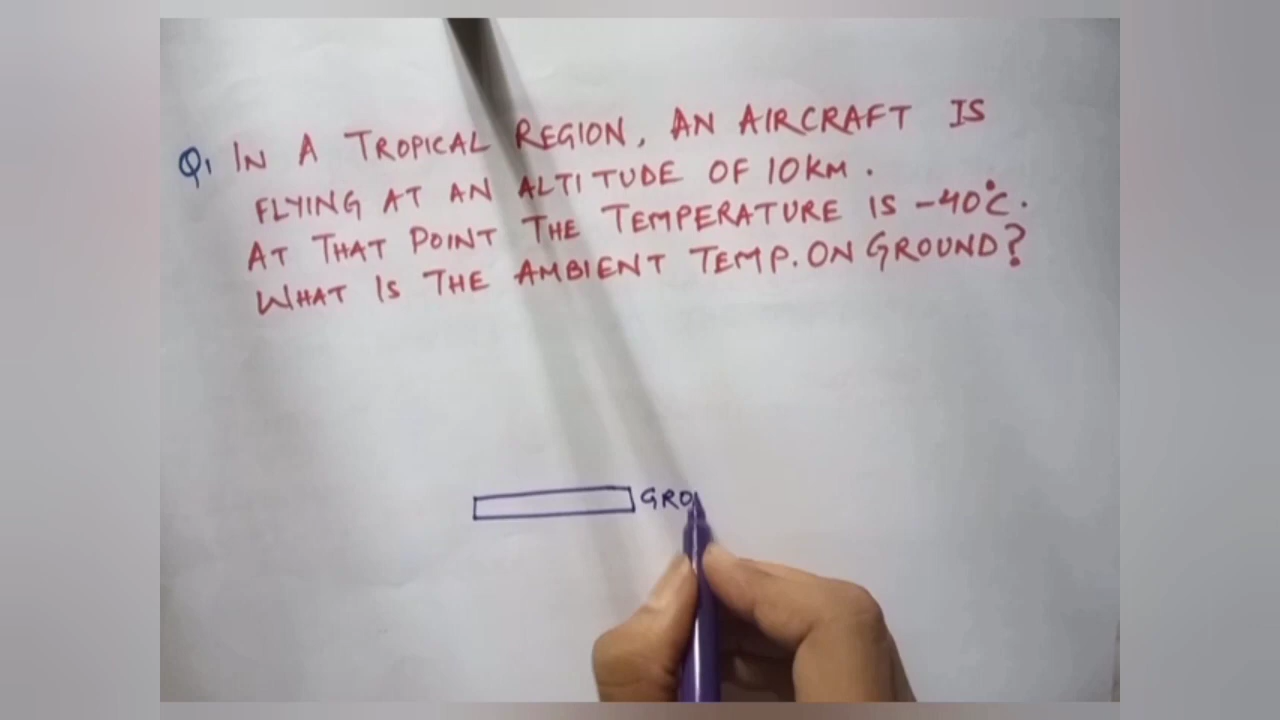 Q1 IN A TROPICAL REGION, AN AIRCRAFT IS
FLYING AT AN ALTITUDE OF 10KM.
AT THAT POINT THE TEMPERATURE IS -40°C.
WHAT IS THE AMBIENT TEMP. ON GROUND?
GRO